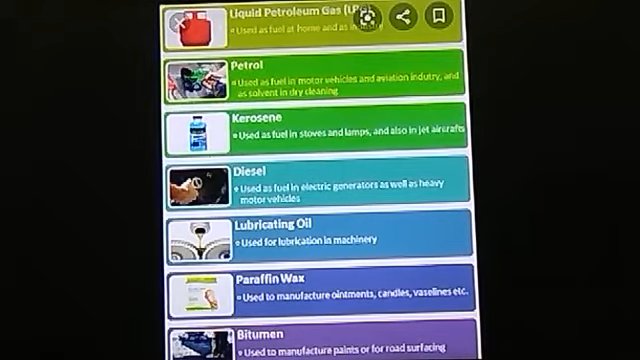 Liquid Petroleum Gas (LPG)
Used as fuel at home and as in
Petrol
Used as fuel in motor vehicles and aviation indutry, and
as solvent in dry cleaning
Kerosene
Used as fuel in stoves and lamps, and also in jet aircrafts
Diesel
Used as fuel in electric generators as well as heavy
motor vehicles
Lubricating Oil
Used for lubrication in machinery
Paraffin Wax
Used to manufacture ointments, candles, vaselines etc.
Bitumen
Used to manufacture paints or for road surfacing